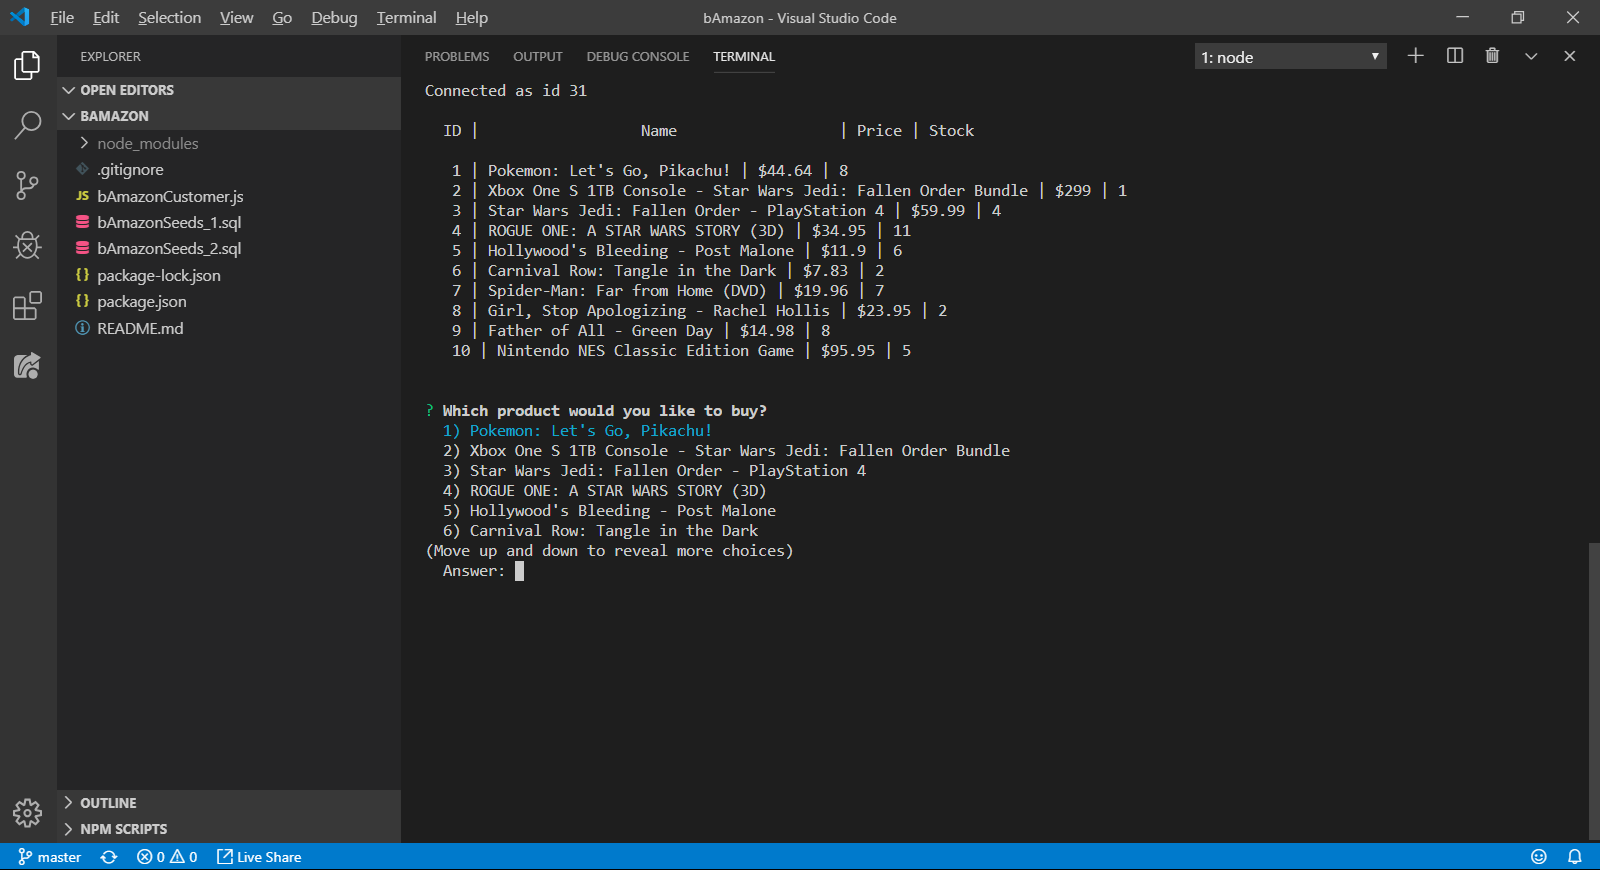 File Edit Selection View Go Debug Terminal Help bAmazon - Visual Studio Code
EXPLORER
OPEN EDITORS
BAMAZON
node_modules
.gitignore
JS bAmazonCustomer.js
bAmazonSeeds_1.sql
bAmazonSeeds_2.sql
{} package-lock.json
{} package.json
README.md
OUTLINE
NPM SCRIPTS
PROBLEMS OUTPUT DEBUG CONSOLE TERMINAL 1: node
Connected as id 31
ID | Name | Price | Stock
1 | Pokemon: Let's Go, Pikachu! | $44.64 | 8
2 | Xbox One S 1TB Console - Star Wars Jedi: Fallen Order Bundle | $299 | 1
3 | Star Wars Jedi: Fallen Order - PlayStation 4 | $59.99 | 4
4 | ROGUE ONE: A STAR WARS STORY (3D) | $34.95 | 11
5 | Hollywood's Bleeding - Post Malone | $11.9 | 6
6 | Carnival Row: Tangle in the Dark | $7.83 | 2
7 | Spider-Man: Far from Home (DVD) | $19.96 | 7
8 | Girl, Stop Apologizing - Rachel Hollis | $23.95 | 2
9 | Father of All - Green Day | $14.98 | 8
10 | Nintendo NES Classic Edition Game | $95.95 | 5
? Which product would you like to buy?
1) Pokemon: Let's Go, Pikachu!
2) Xbox One S 1TB Console - Star Wars Jedi: Fallen Order Bundle
3) Star Wars Jedi: Fallen Order - PlayStation 4
4) ROGUE ONE: A STAR WARS STORY (3D)
5) Hollywood's Bleeding - Post Malone
6) Carnival Row: Tangle in the Dark
(Move up and down to reveal more choices)
Answer:
master 0 0 Live Share